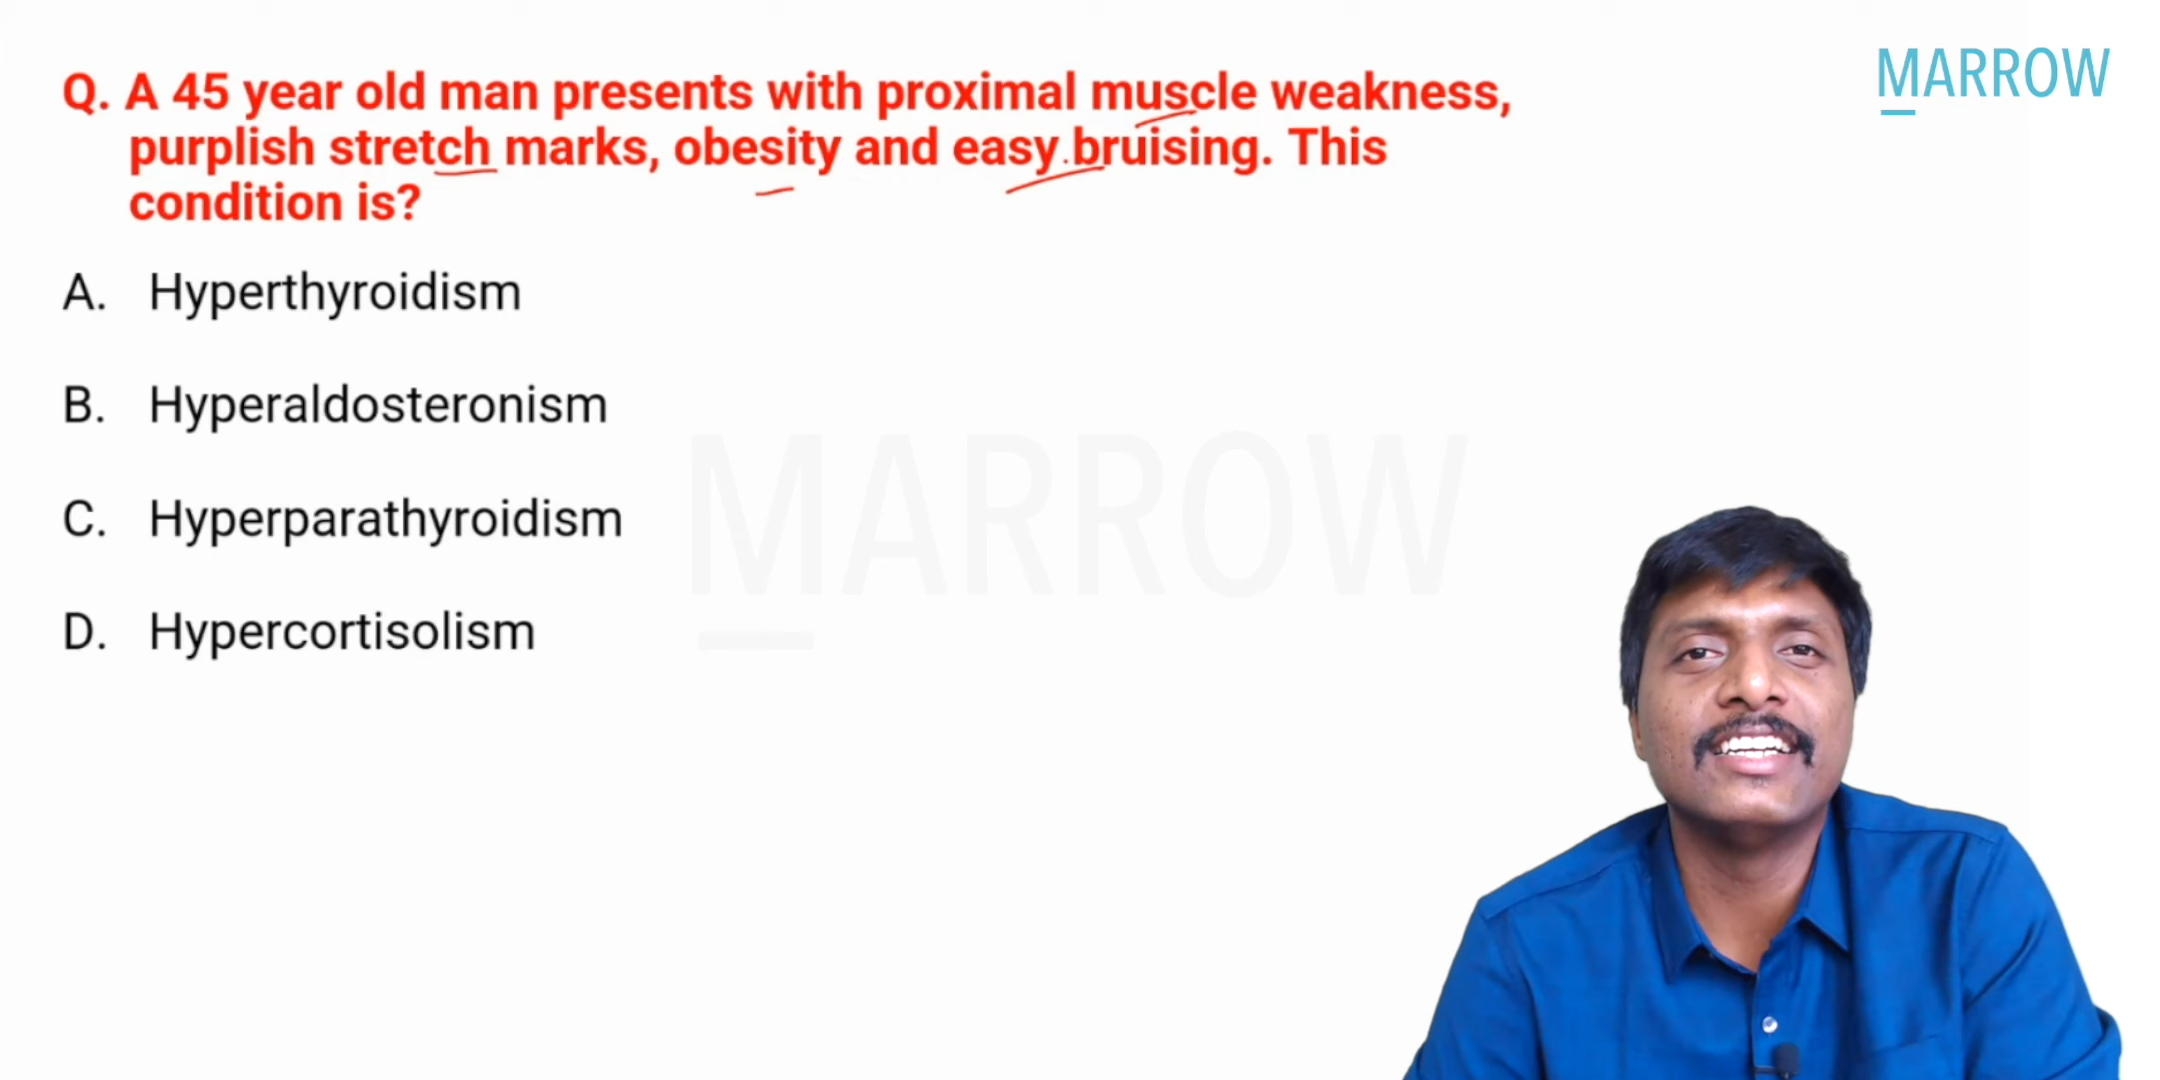 MARROW
Q. A 45 year old man presents with proximal muscle weakness,
purplish stretch marks, obesity and easy bruising. This
condition is?
A. Hyperthyroidism
B. Hyperaldosteronism
C. Hyperparathyroidism
D. Hypercortisolism
MARROW